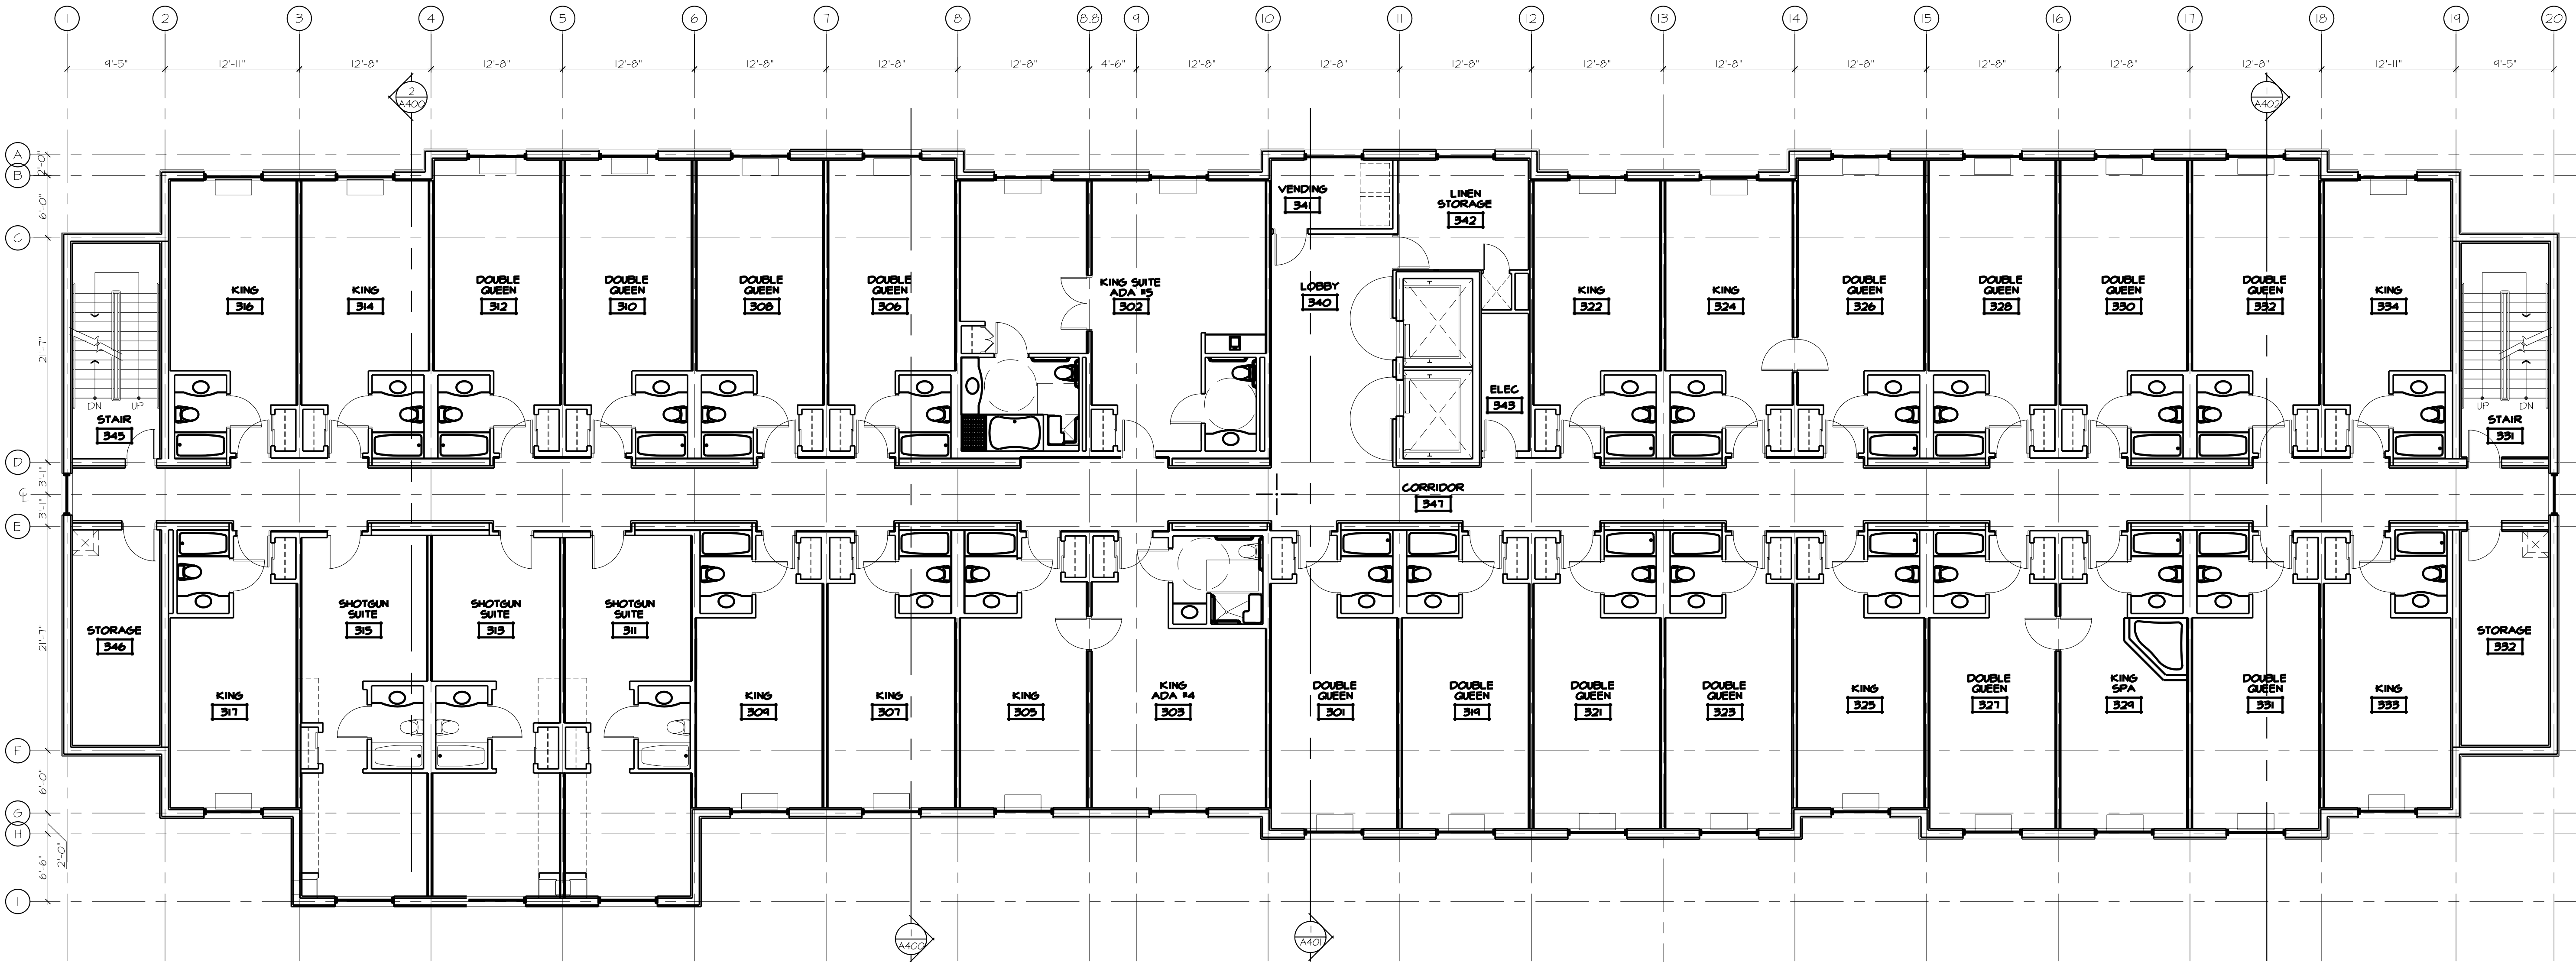 1 2 3 4 5 6 7 8 8.8 9 10 11 12 13 14 15 16 17 18 19 20
9'-5" 12'-11" 12'-8" 12'-8" 12'-8" 12'-8" 12'-8" 12'-8" 4'-6" 12'-8" 12'-8" 12'-8" 12'-8" 12'-8" 12'-8" 12'-8" 12'-8" 12'-8" 12'-11" 9'-5"
2
A400
1
A402
A
2'-0"
B
6'-0"
C
21'-7"
D
3'-1"
CL
3'-1"
E
21'-7"
F
6'-0"
G
2'-0"
H
6'-6"
I
KING
316
KING
314
DOUBLE
QUEEN
312
DOUBLE
QUEEN
310
DOUBLE
QUEEN
308
DOUBLE
QUEEN
306
KING SUITE
ADA #5
302
VENDING
341
LINEN
STORAGE
342
LOBBY
340
ELEC
343
KING
322
KING
324
DOUBLE
QUEEN
326
DOUBLE
QUEEN
328
DOUBLE
QUEEN
330
DOUBLE
QUEEN
332
KING
334
DN UP
STAIR
345
UP DN
STAIR
331
CORRIDOR
347
STORAGE
346
KING
317
SHOTGUN
SUITE
315
SHOTGUN
SUITE
313
SHOTGUN
SUITE
311
KING
309
KING
307
KING
305
KING
ADA #4
303
DOUBLE
QUEEN
301
DOUBLE
QUEEN
319
DOUBLE
QUEEN
321
DOUBLE
QUEEN
323
KING
325
DOUBLE
QUEEN
327
KING
SPA
329
DOUBLE
QUEEN
331
KING
333
STORAGE
332
1
A400
1
A401